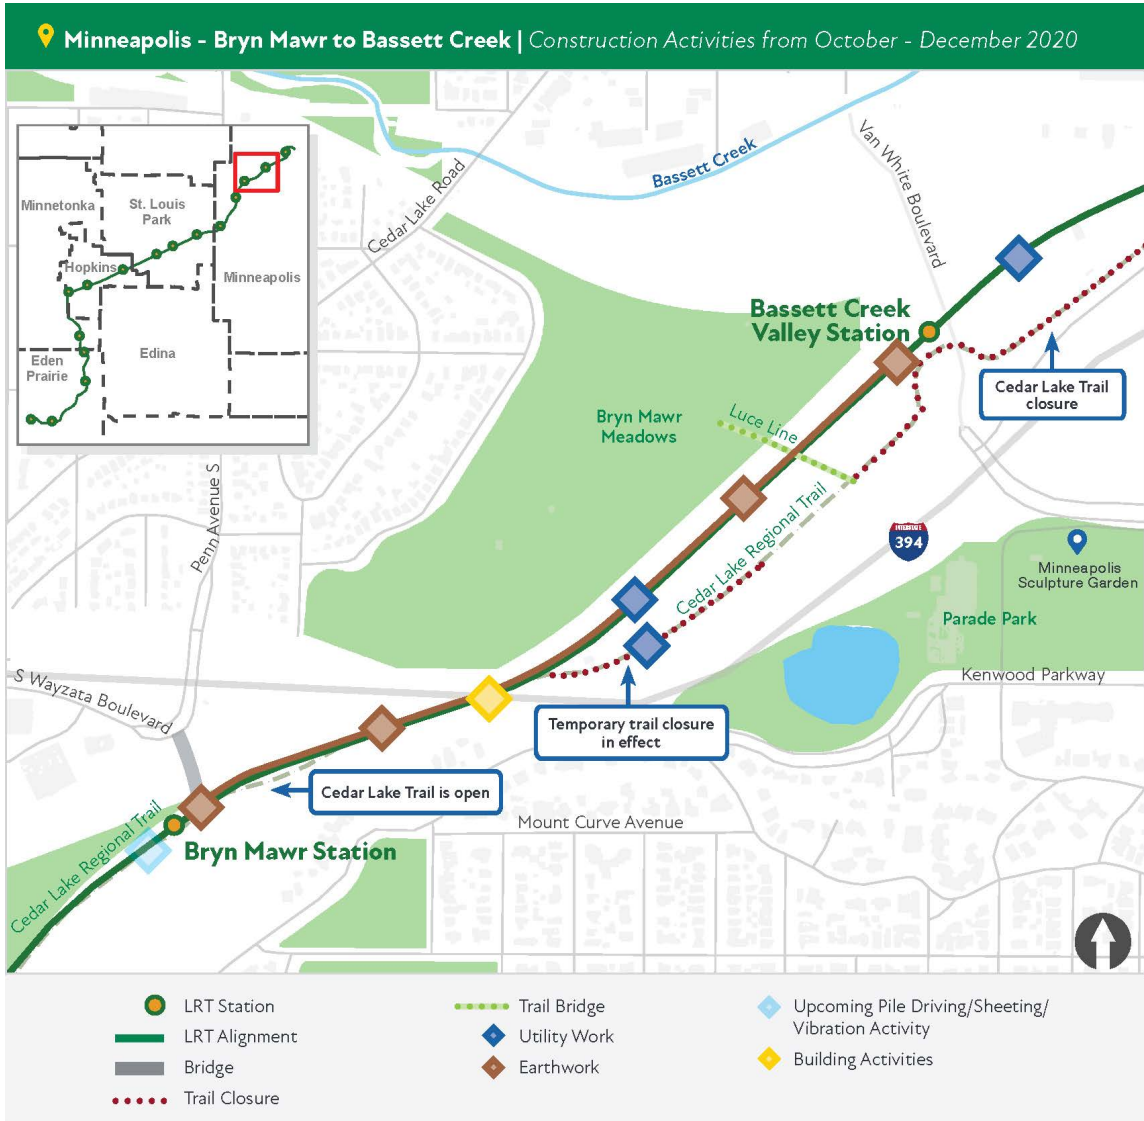 Minneapolis - Bryn Mawr to Bassett Creek | Construction Activities from October - December 2020
Minnetonka
St. Louis
Park
Hopkins
Minneapolis
Eden
Prairie
Edina
Cedar Lake Road
Bassett Creek
Van White Boulevard
Bassett Creek
Valley Station
Cedar Lake Trail
closure
Bryn Mawr
Meadows
Luce Line
Cedar Lake Regional Trail
Penn Avenue S
INTERSTATE
394
Minneapolis
Sculpture Garden
Parade Park
Kenwood Parkway
S Wayzata Boulevard
Temporary trail closure
in effect
Cedar Lake Trail is open
Mount Curve Avenue
Cedar Lake Regional Trail
Bryn Mawr Station
LRT Station
LRT Alignment
Bridge
Trail Closure
Trail Bridge
Utility Work
Earthwork
Upcoming Pile Driving/Sheeting/
Vibration Activity
Building Activities